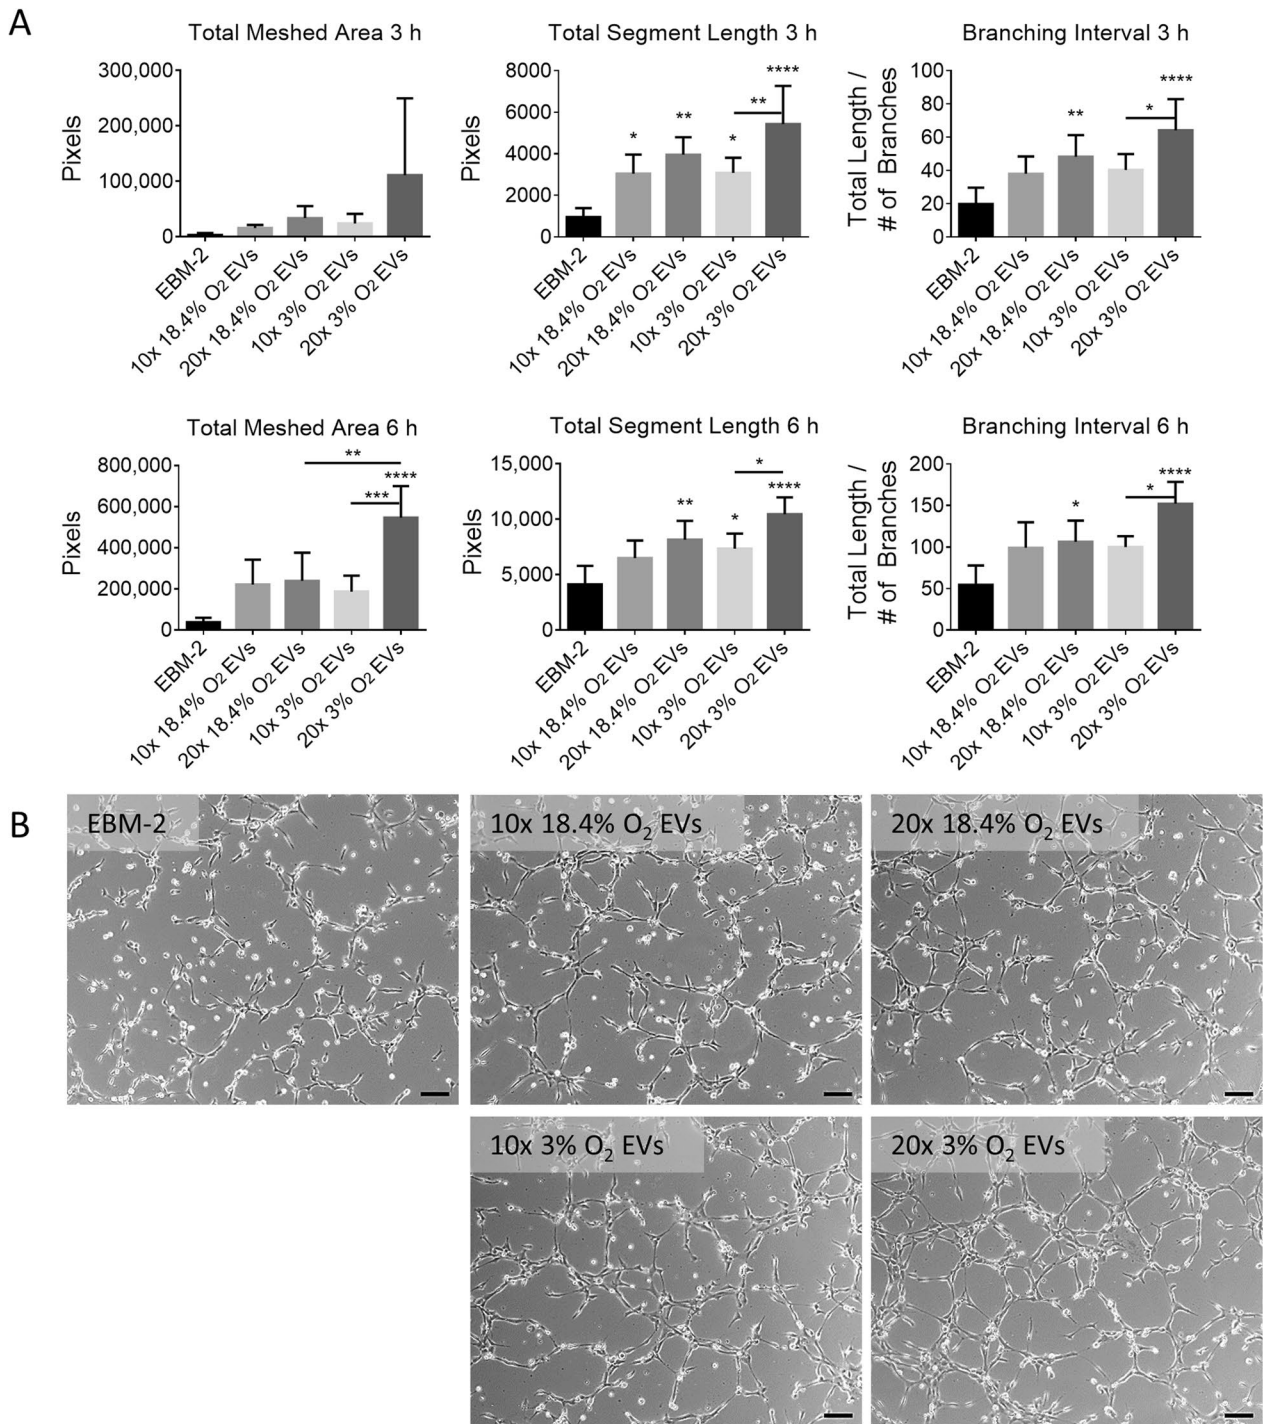 A
Total Meshed Area 3 h
300,000
200,000
100,000
0
Pixels
EBM-2
10x 18.4% O2 EVs
20x 18.4% O2 EVs
10x 3% O2 EVs
20x 3% O2 EVs
Total Segment Length 3 h
8000
6000
4000
2000
0
Pixels
*
**
*
**
****
EBM-2
10x 18.4% O2 EVs
20x 18.4% O2 EVs
10x 3% O2 EVs
20x 3% O2 EVs
Branching Interval 3 h
100
80
60
40
20
0
Total Length /
# of Branches
**
*
****
EBM-2
10x 18.4% O2 EVs
20x 18.4% O2 EVs
10x 3% O2 EVs
20x 3% O2 EVs
Total Meshed Area 6 h
800,000
600,000
400,000
200,000
0
Pixels
**
****
***
EBM-2
10x 18.4% O2 EVs
20x 18.4% O2 EVs
10x 3% O2 EVs
20x 3% O2 EVs
Total Segment Length 6 h
15,000
10,000
5,000
0
Pixels
*
****
**
*
EBM-2
10x 18.4% O2 EVs
20x 18.4% O2 EVs
10x 3% O2 EVs
20x 3% O2 EVs
Branching Interval 6 h
200
150
100
50
0
Total Length /
# of Branches
****
*
*
EBM-2
10x 18.4% O2 EVs
20x 18.4% O2 EVs
10x 3% O2 EVs
20x 3% O2 EVs
B
EBM-2
10x 18.4% O2 EVs
20x 18.4% O2 EVs
10x 3% O2 EVs
20x 3% O2 EVs